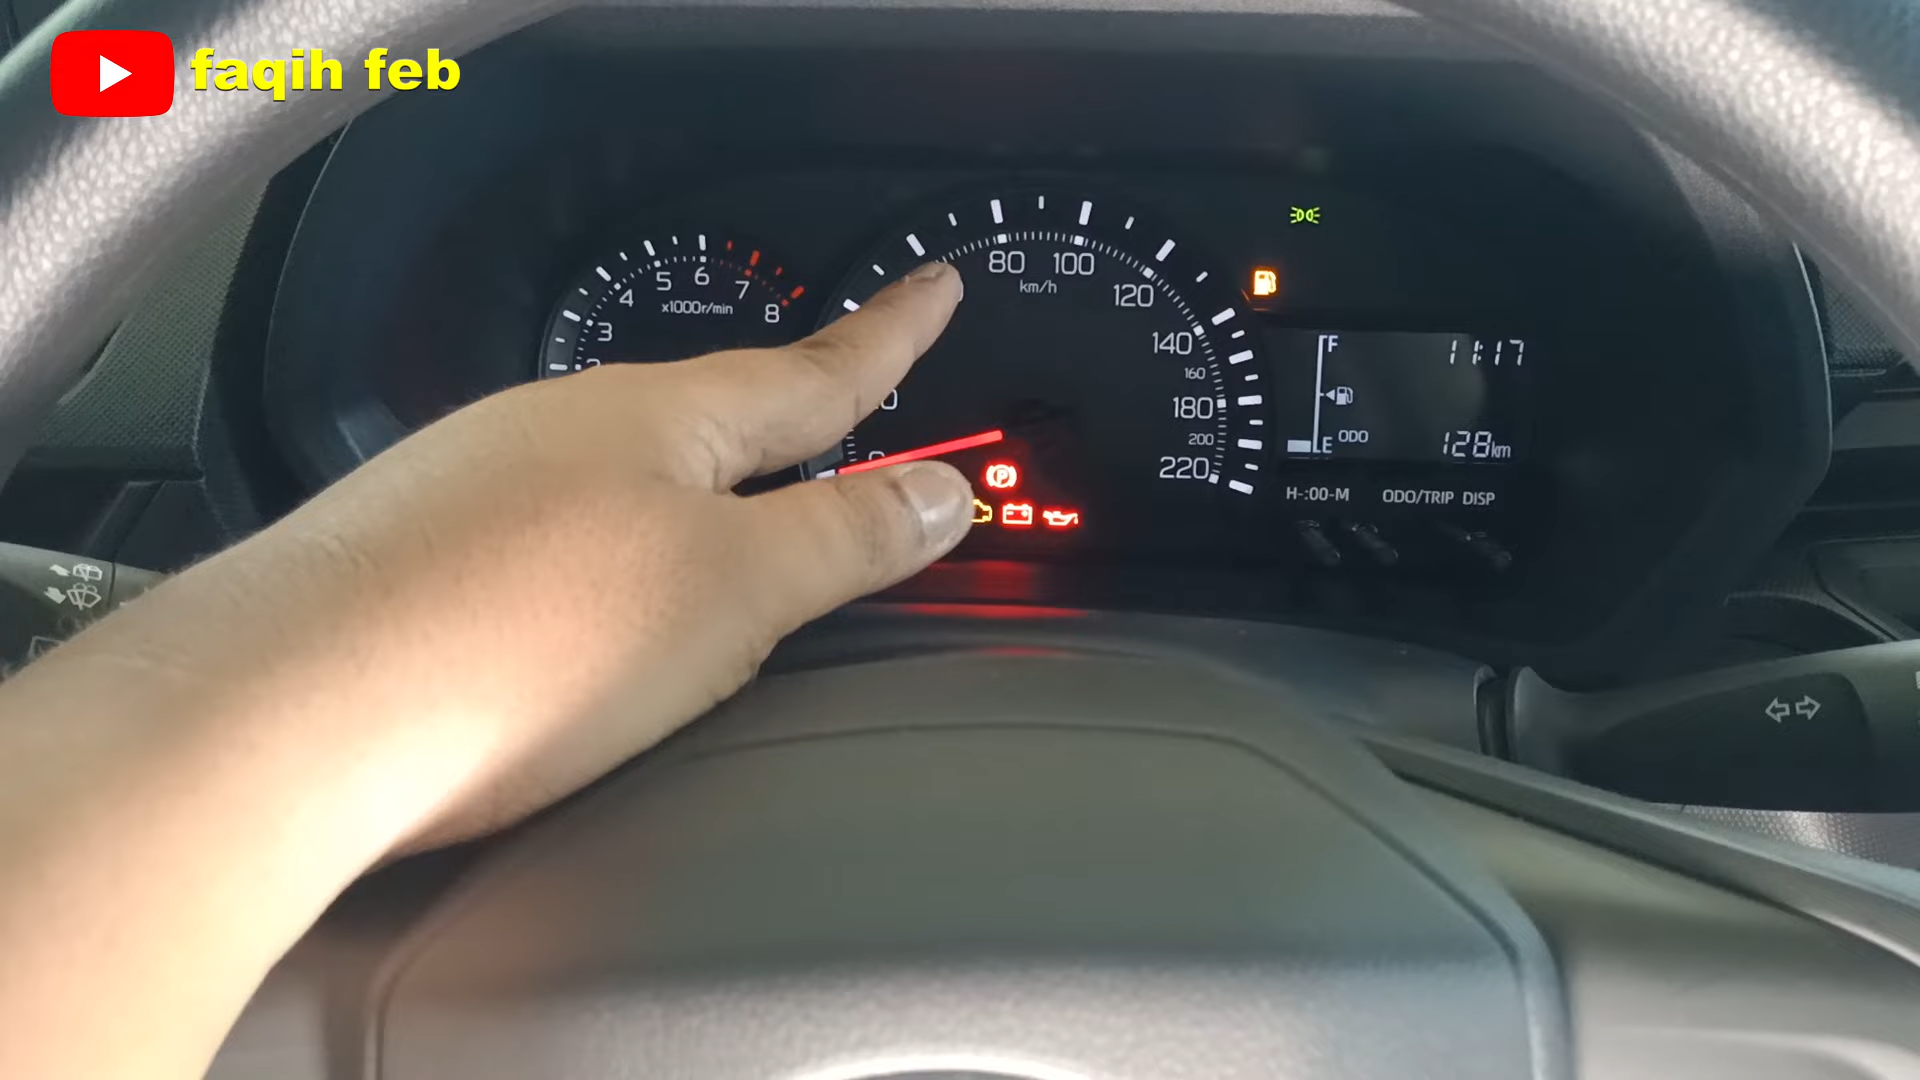 faqih feb
4 5 6 7 8
3
x1000r/min
80 100
km/h
120
140
160
180
200
220
F
11:17
E ODO 128km
H-:00-M ODO/TRIP DISP
P